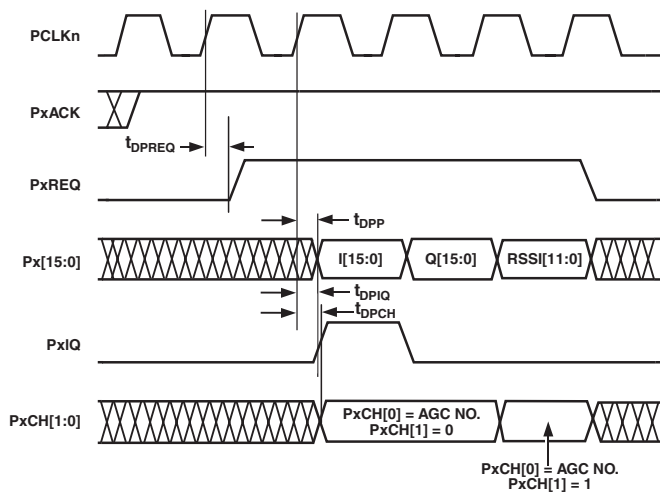 PCLKn
PxACK
tDPREQ
PxREQ
tDPP
Px[15:0]
I[15:0]
Q[15:0]
RSSI[11:0]
tDPIQ
tDPCH
PxIQ
PxCH[1:0]
PxCH[0] = AGC NO.
PxCH[1] = 0
PxCH[0] = AGC NO.
PxCH[1] = 1